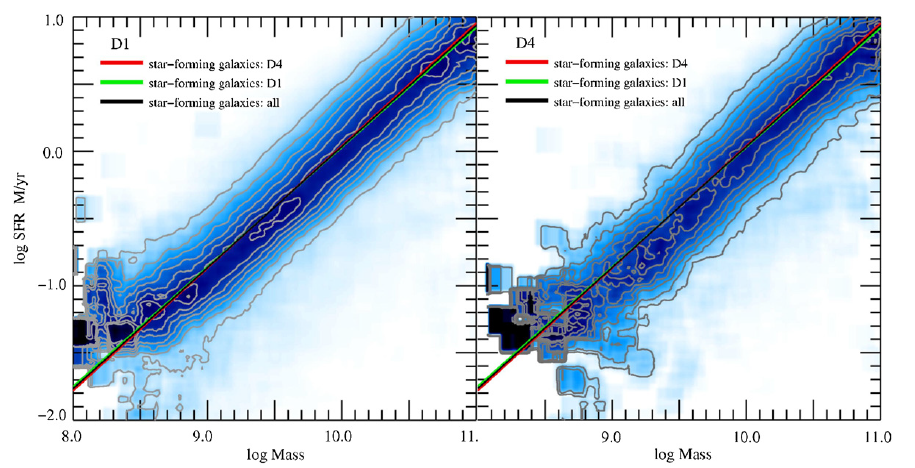 1.0
0.0
-1.0
-2.0
log SFR M/yr
D1
star-forming galaxies: D4
star-forming galaxies: D1
star-forming galaxies: all
8.0 9.0 10.0 11.
log Mass
D4
star-forming galaxies: D4
star-forming galaxies: D1
star-forming galaxies: all
9.0 10.0 11.0
log Mass